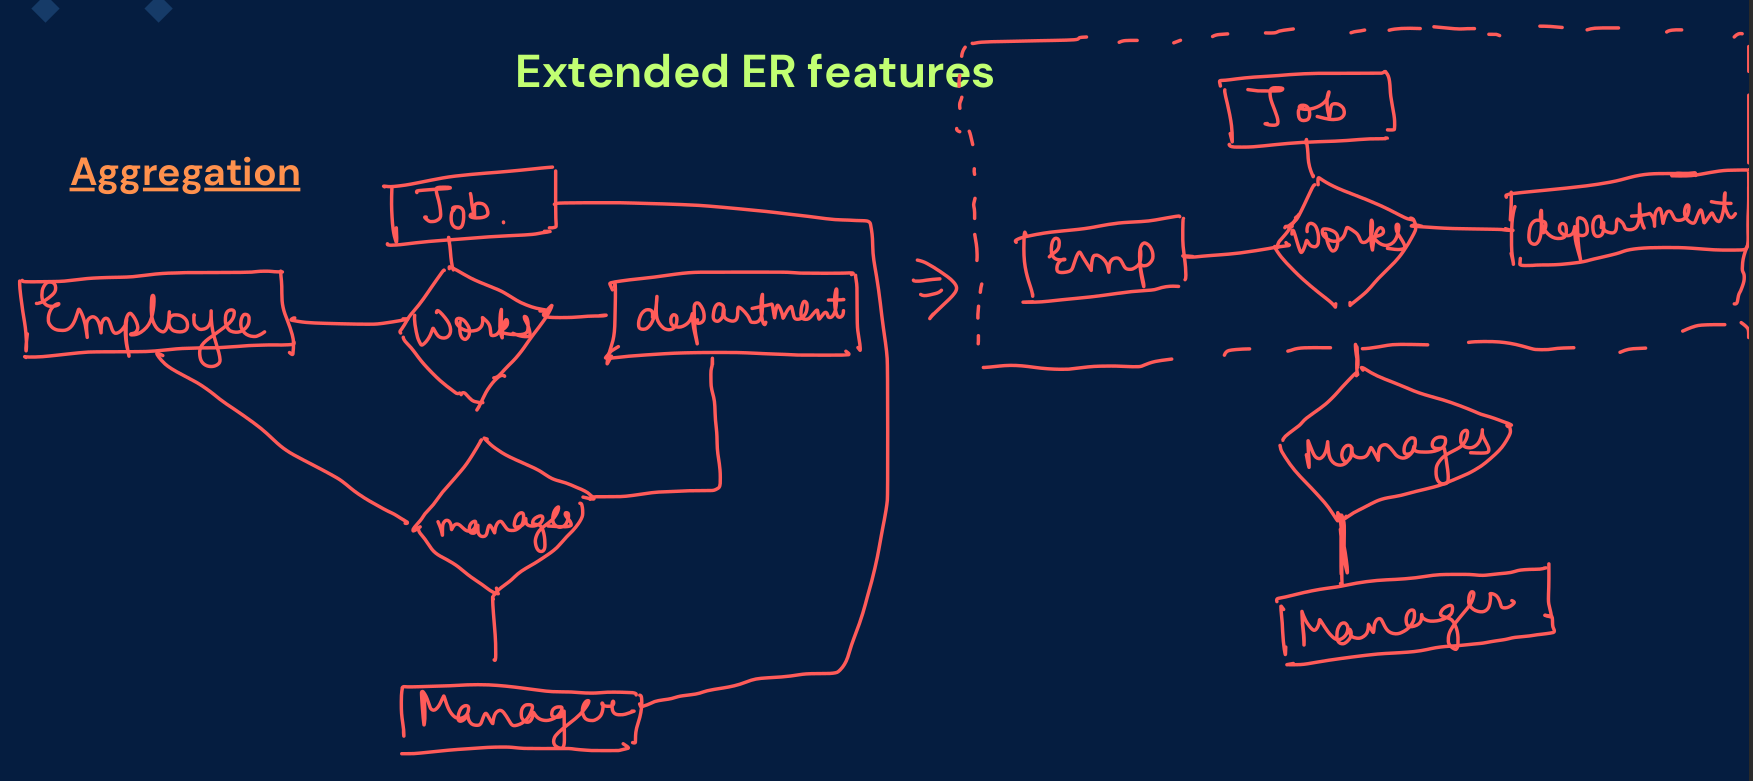 Extended ER features
Aggregation
Job.
Employee
Works
department
manages
Manager
Job
Emp
Works
department
Manages
Manager